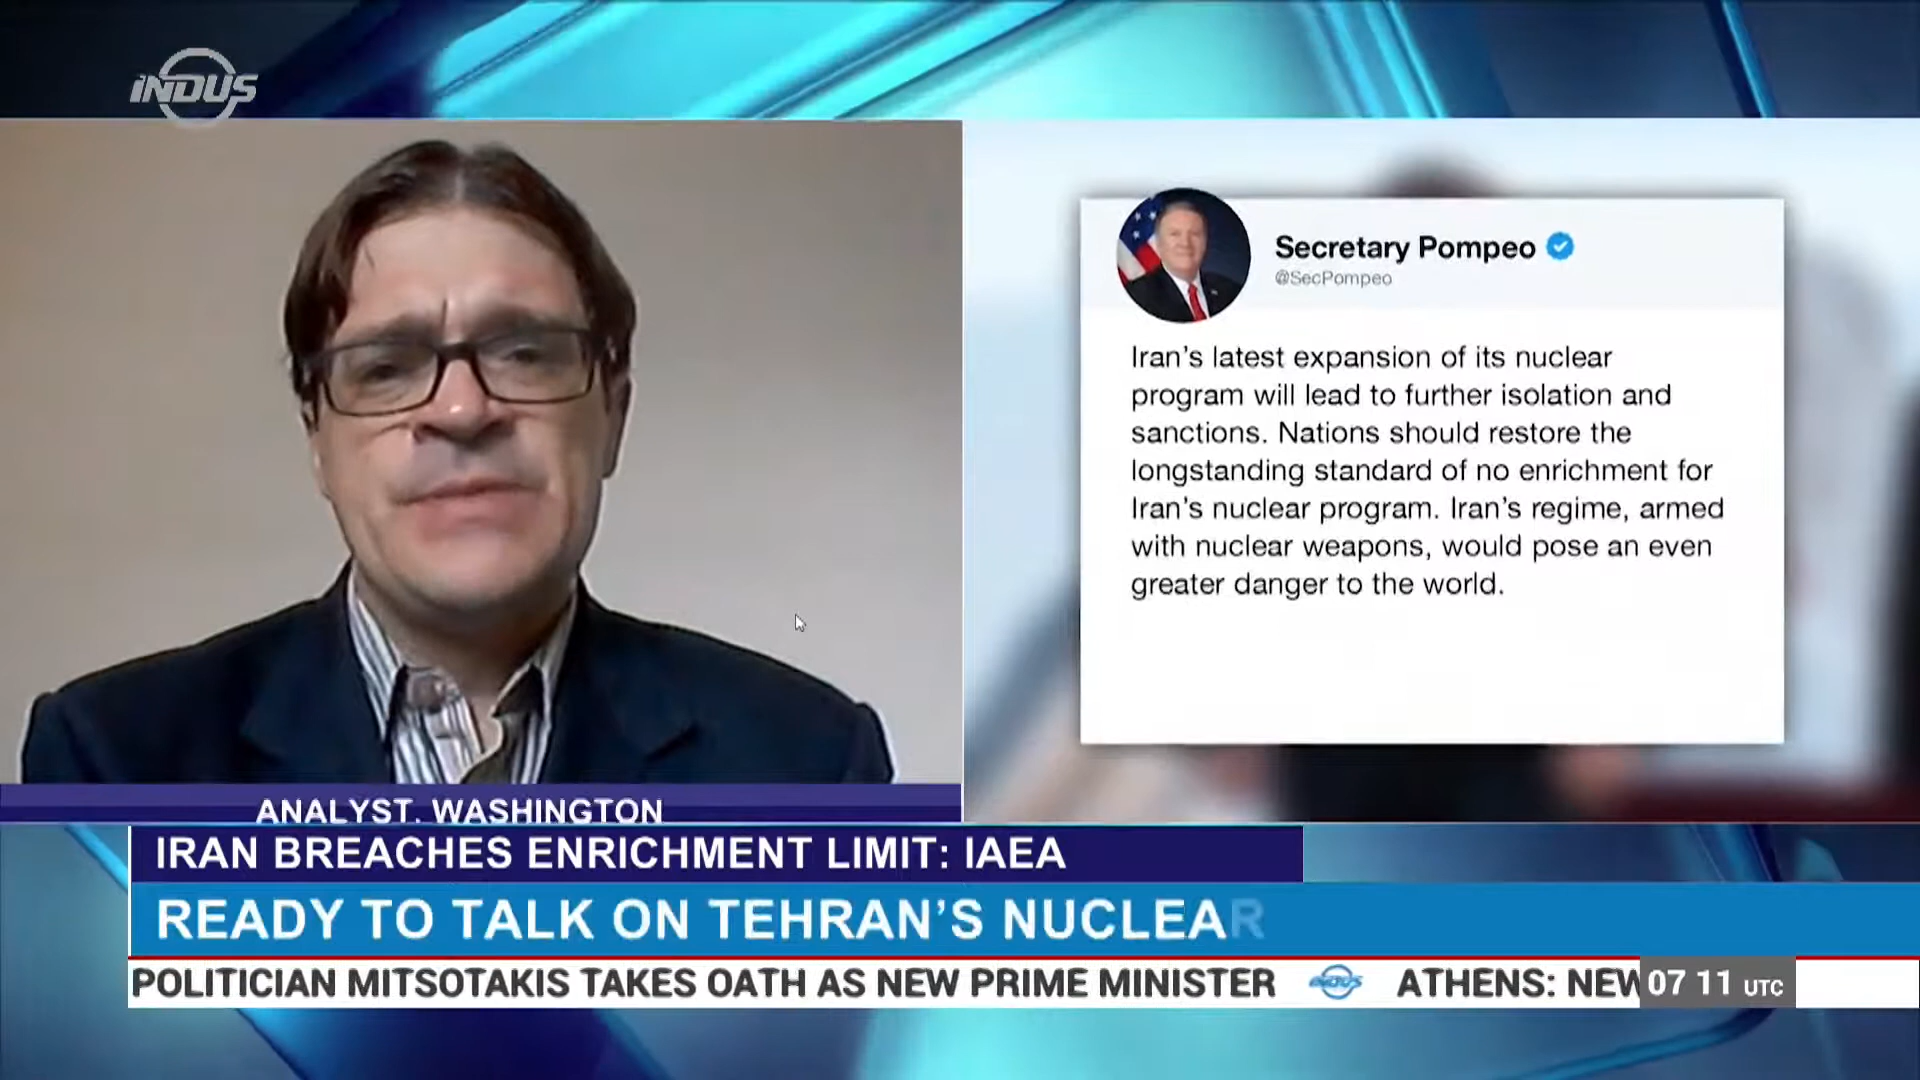 INDUS
Secretary Pompeo
@SecPompeo
Iran's latest expansion of its nuclear
program will lead to further isolation and
sanctions. Nations should restore the
longstanding standard of no enrichment for
Iran's nuclear program. Iran's regime, armed
with nuclear weapons, would pose an even
greater danger to the world.
ANALYST, WASHINGTON
IRAN BREACHES ENRICHMENT LIMIT: IAEA
READY TO TALK ON TEHRAN'S NUCLEAR
POLITICIAN MITSOTAKIS TAKES OATH AS NEW PRIME MINISTER INDUS ATHENS: NEW 07 11 UTC